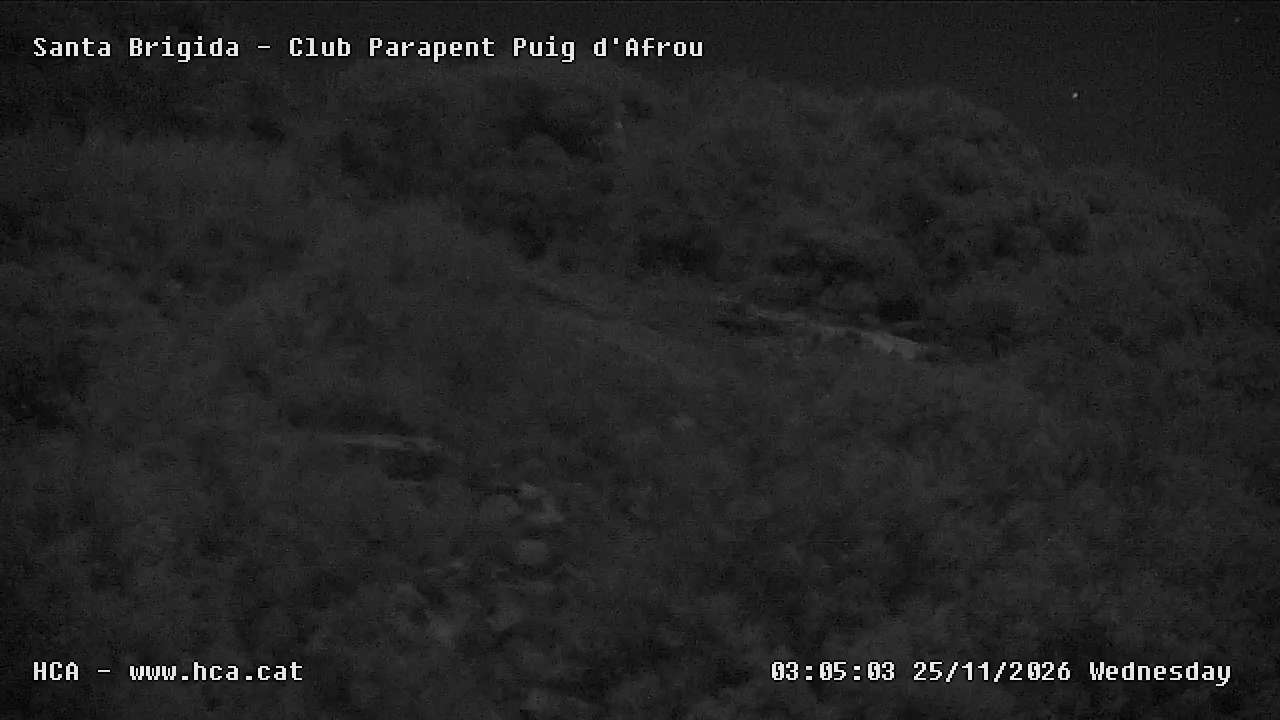 Santa Brigida - Club Parapent Puig d'Afrou
HCA - www.hca.cat
03:05:03 25/11/2026 Wednesday